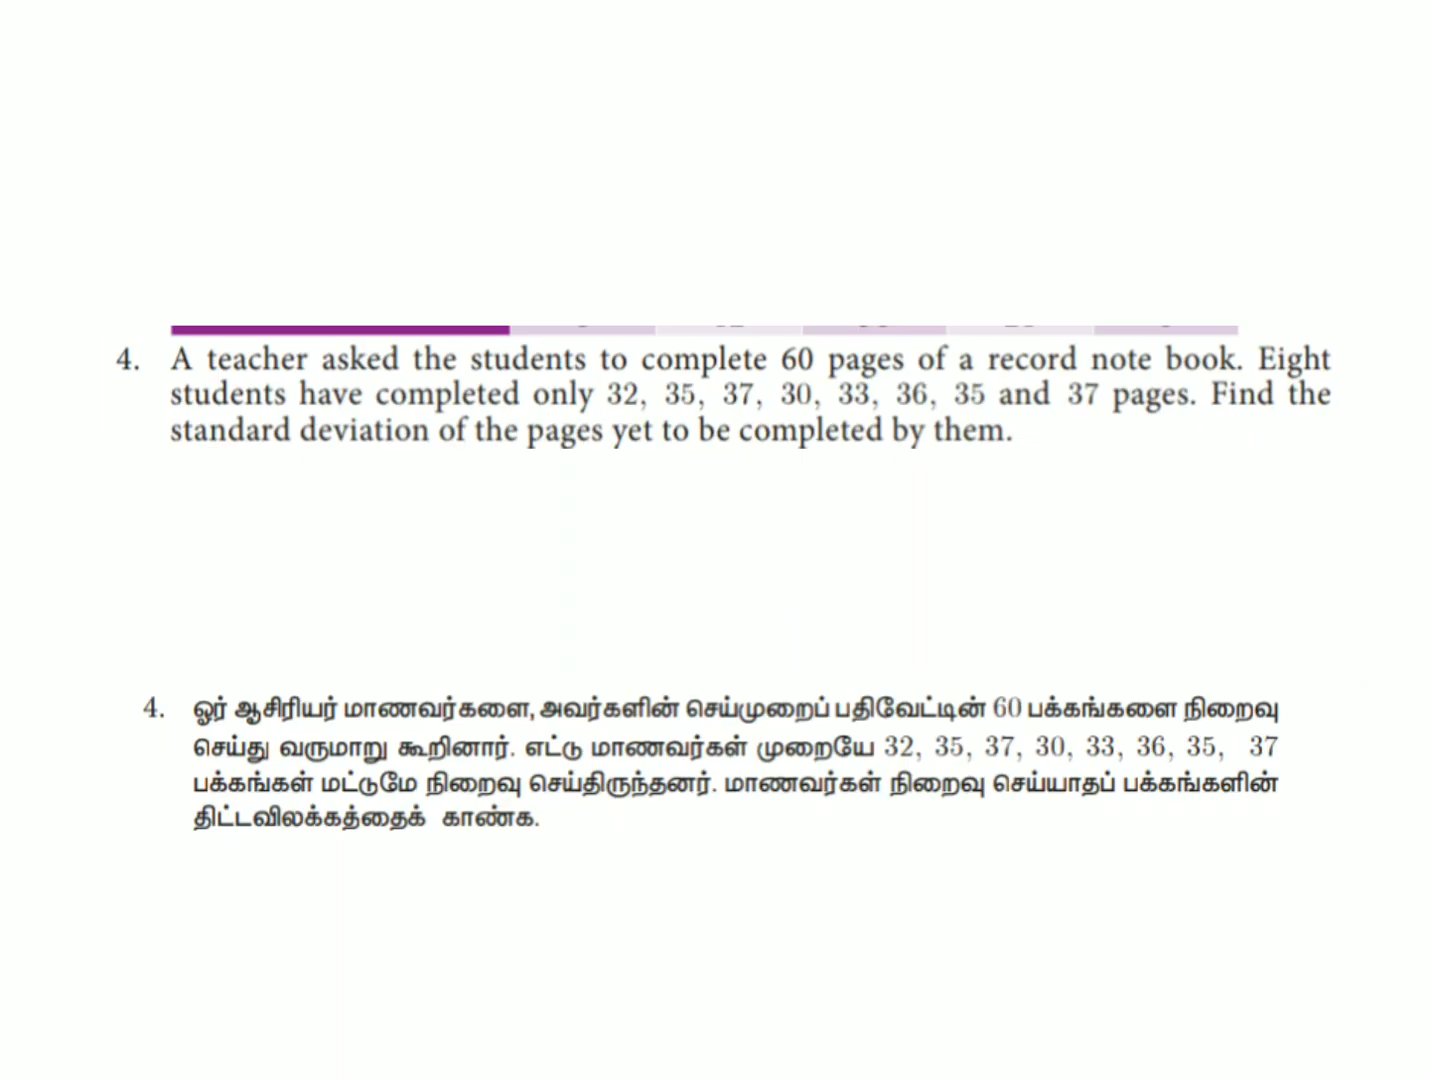 4. A teacher asked the students to complete 60 pages of a record note book. Eight
students have completed only 32, 35, 37, 30, 33, 36, 35 and 37 pages. Find the
standard deviation of the pages yet to be completed by them.
4. ஓர் ஆசிரியர் மாணவர்களை, அவர்களின் செய்முறைப் பதிவேட்டின் 60 பக்கங்களை நிறைவு
செய்து வருமாறு கூறினார். எட்டு மாணவர்கள் முறையே 32, 35, 37, 30, 33, 36, 35, 37
பக்கங்கள் மட்டுமே நிறைவு செய்திருந்தனர். மாணவர்கள் நிறைவு செய்யாதப் பக்கங்களின்
திட்டவிலக்கத்தைக் காண்க.